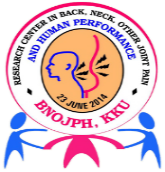 RESEARCH CENTER IN BACK, NECK, OTHER JOINT PAIN
AND HUMAN PERFORMANCE
23 JUNE 2014
BNOJPH, KKU